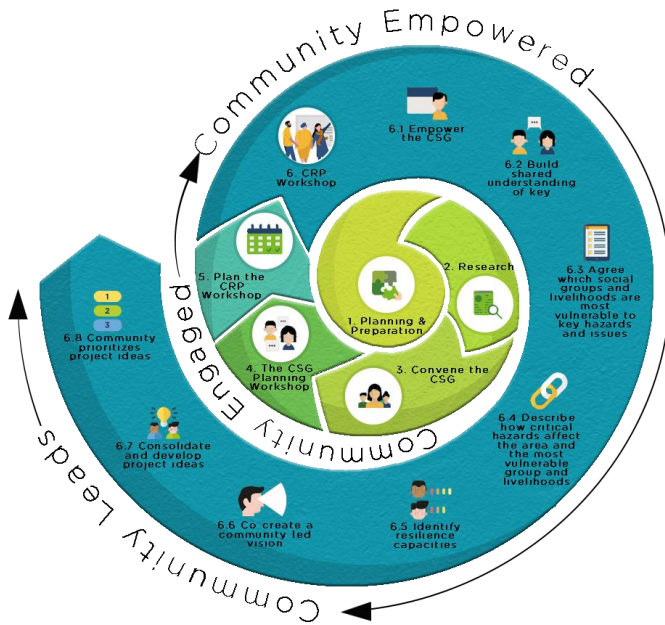 Community Empowered
Community Engaged
Community Leads
1. Planning &
Preparation
2. Research
3. Convene the
CSG
4. The CSG
Planning
Workshop
5. Plan the
CRP
Workshop
6. CRP
Workshop
6.1 Empower
the CSG
6.2 Build
shared
understanding
of key
6.3 Agree
which social
groups and
livelihoods are
most
vulnerable to
key hazards
and issues
6.4 Describe
how critical
hazards affect
the area and
the most
vulnerable
group and
livelihoods
6.5 Identify
resilience
capacities
6.6 Co create a
community led
vision
6.7 Consolidate
and develop
project ideas
1
2
3
6.8 Community
prioritizes
project ideas